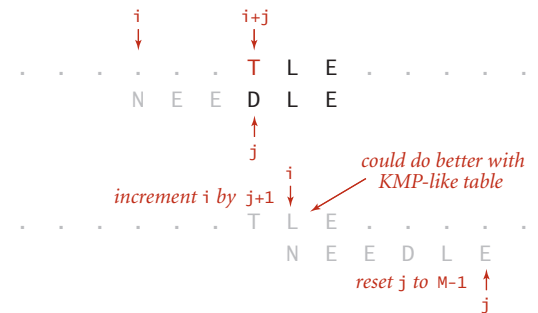 i i+j
. . . . . . T L E . . . . .
N E E D L E
j
could do better with
KMP-like table
i
increment i by j+1
. . . . . . T L E . . . . .
N E E D L E
reset j to M-1
j